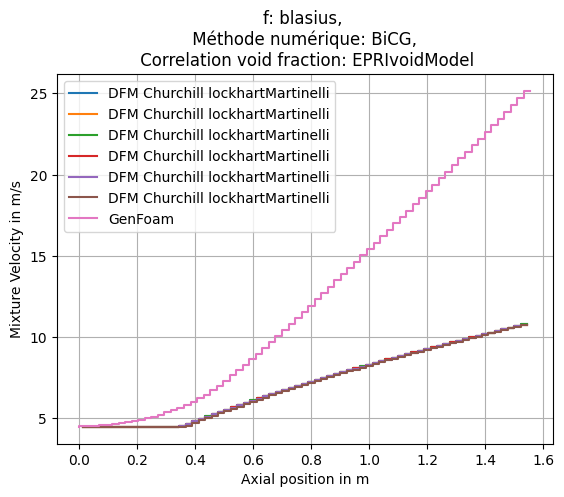 f: blasius,
Méthode numérique: BiCG,
Correlation void fraction: EPRIvoidModel
DFM Churchill lockhartMartinelli
DFM Churchill lockhartMartinelli
DFM Churchill lockhartMartinelli
DFM Churchill lockhartMartinelli
DFM Churchill lockhartMartinelli
DFM Churchill lockhartMartinelli
GenFoam
Mixture Velocity in m/s
25
20
15
10
5
0.0 0.2 0.4 0.6 0.8 1.0 1.2 1.4 1.6
Axial position in m